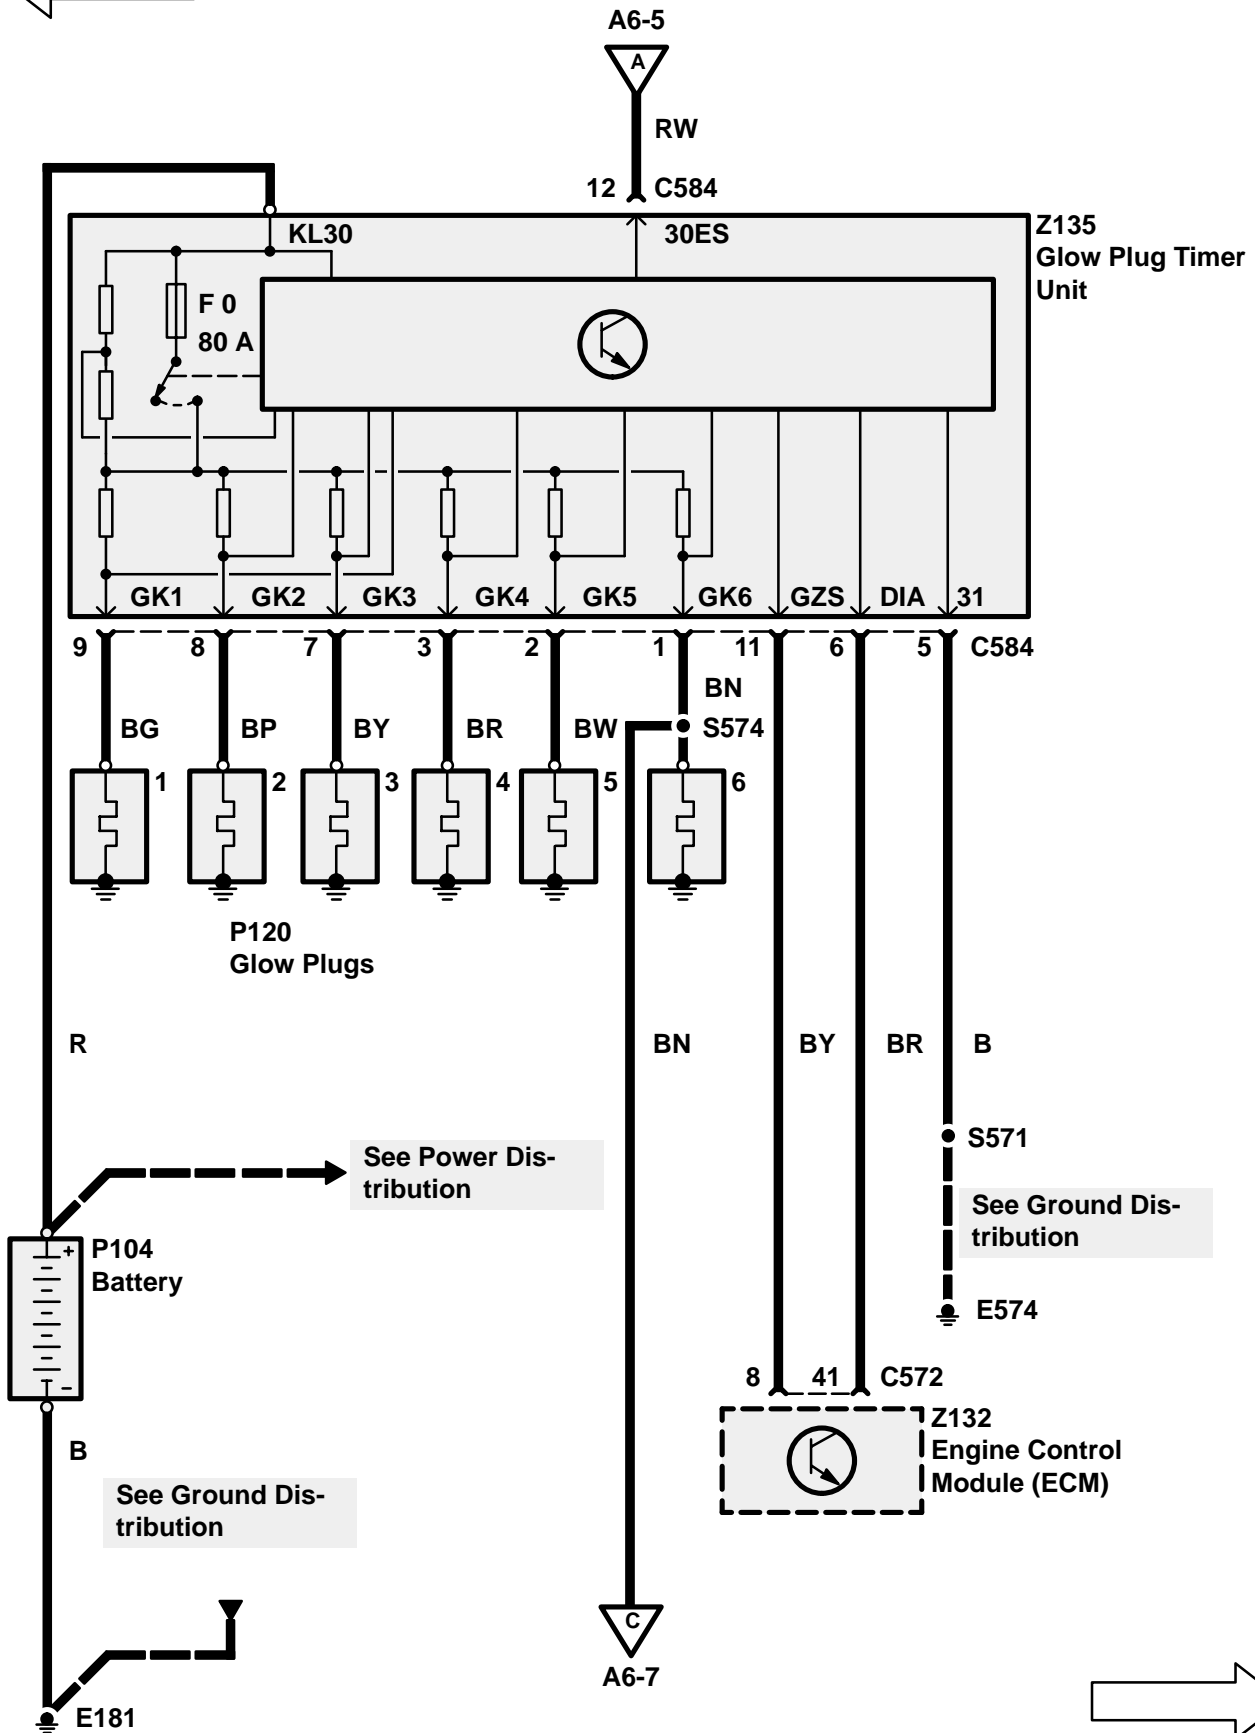 A6-5
A
RW
12 C584
KL30
30ES
Z135
Glow Plug Timer
Unit
F 0
80 A
GK1 GK2 GK3 GK4 GK5 GK6 GZS DIA 31
9 8 7 3 2 1 11 6 5 C584
BN
BG BP BY BR BW S574
1 2 3 4 5 6
P120
Glow Plugs
R BN BY BR B
S571
See Power Dis-
tribution
See Ground Dis-
tribution
P104
Battery
+
−
E574
8 41 C572
Z132
Engine Control
Module (ECM)
B
See Ground Dis-
tribution
C
A6-7
E181